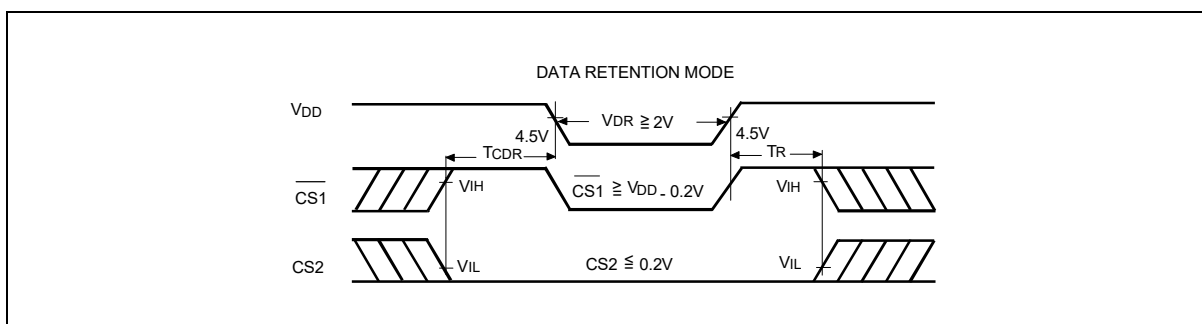 DATA RETENTION MODE
VDD
VDR ≧ 2V
4.5V
4.5V
TCDR
TR
CS1
VIH
CS1 ≧ VDD - 0.2V
VIH
CS2
VIL
CS2 ≦ 0.2V
VIL